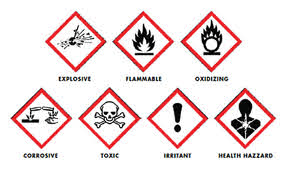 EXPLOSIVE FLAMMABLE OXIDIZING
CORROSIVE TOXIC IRRITANT HEALTH HAZZARD